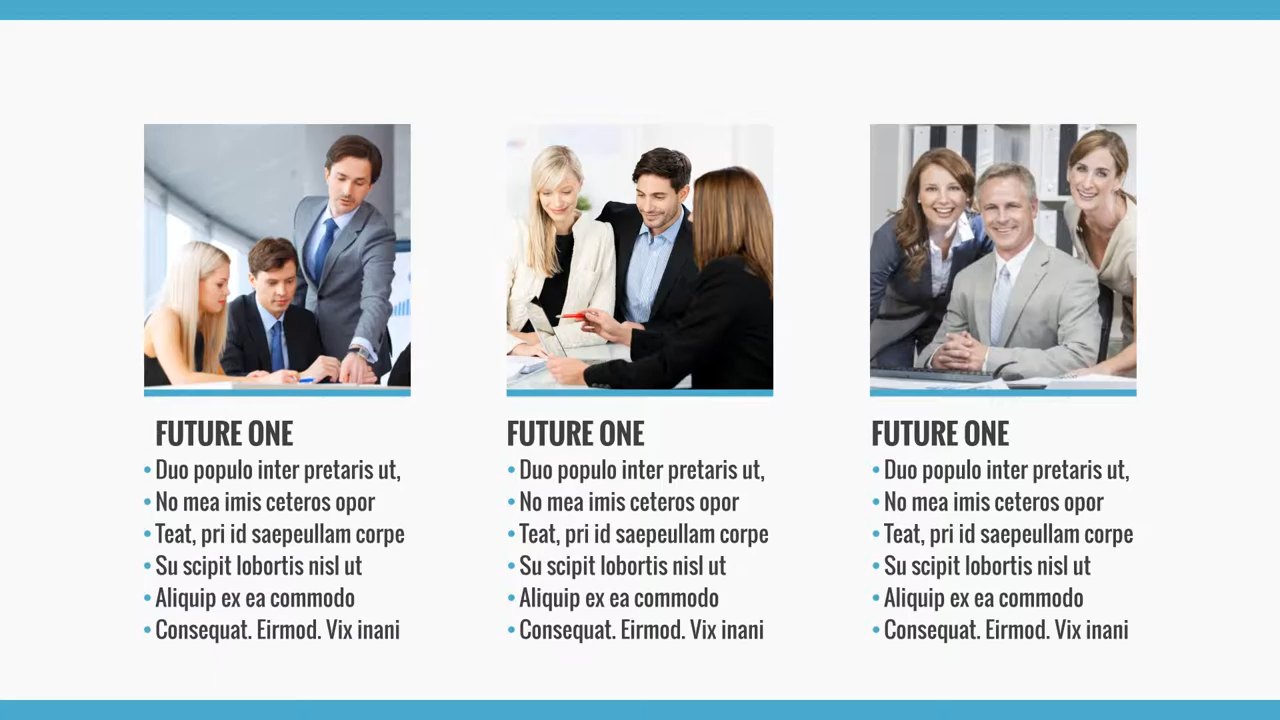 FUTURE ONE
• Duo populo inter pretaris ut,
• No mea imis ceteros opor
• Teat, pri id saepeullam corpe
• Su scipit lobortis nisl ut
• Aliquip ex ea commodo
• Consequat. Eirmod. Vix inani
FUTURE ONE
• Duo populo inter pretaris ut,
• No mea imis ceteros opor
• Teat, pri id saepeullam corpe
• Su scipit lobortis nisl ut
• Aliquip ex ea commodo
• Consequat. Eirmod. Vix inani
FUTURE ONE
• Duo populo inter pretaris ut,
• No mea imis ceteros opor
• Teat, pri id saepeullam corpe
• Su scipit lobortis nisl ut
• Aliquip ex ea commodo
• Consequat. Eirmod. Vix inani